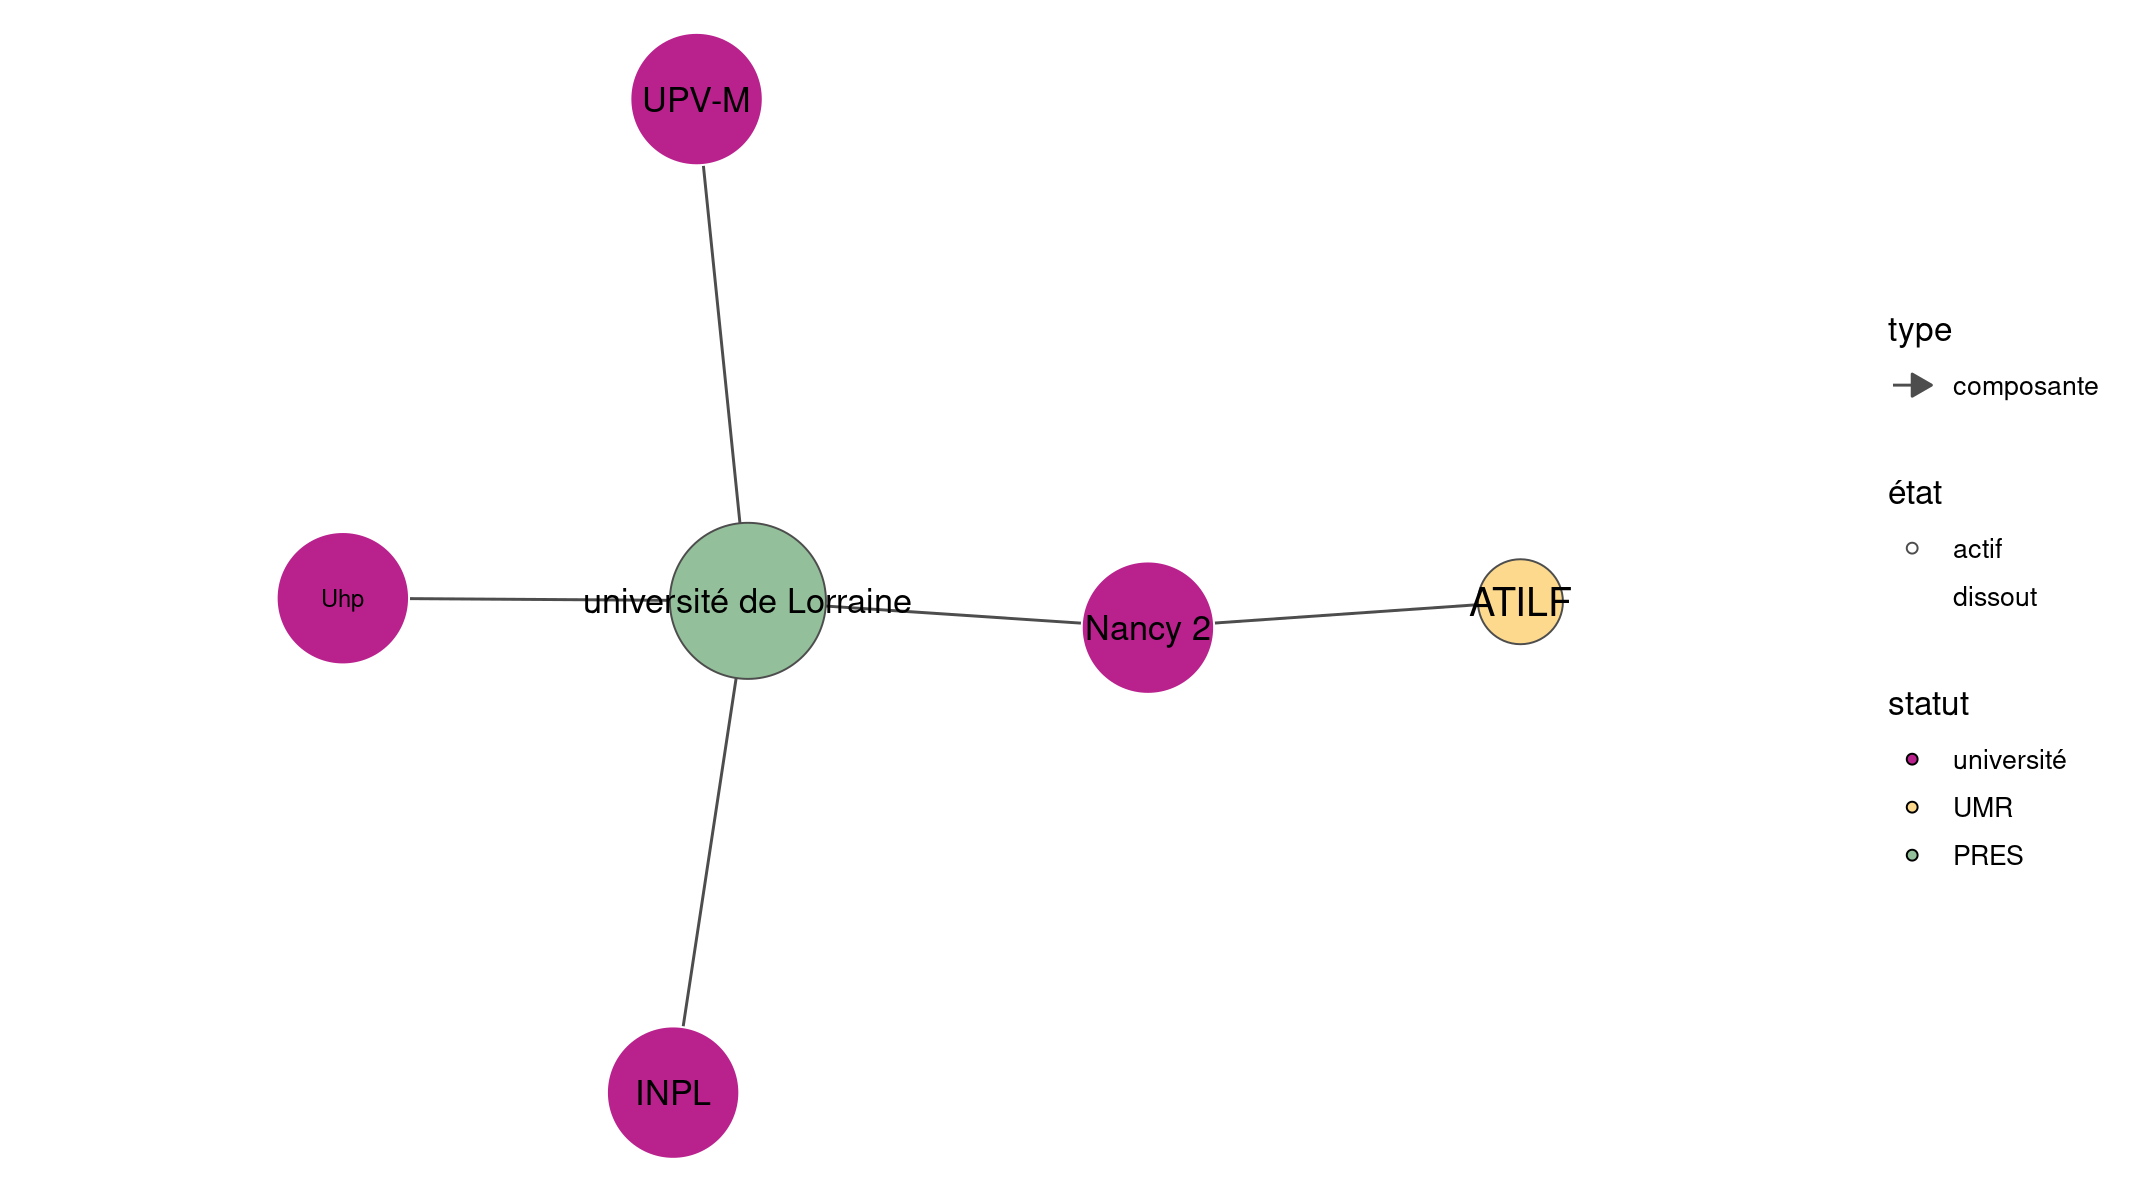 UPV-M
Uhp
université de Lorraine
Nancy 2
ATILF
INPL
type
composante
état
actif
dissout
statut
université
UMR
PRES